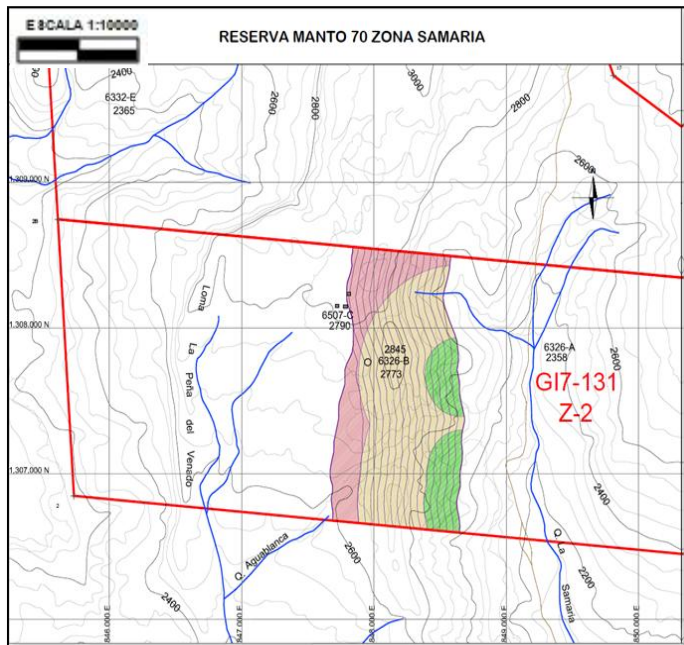 ESCALA 1:10000
RESERVA MANTO 70 ZONA SAMARIA
2400
6332-E
2365
2600
2800
3000
2800
2600
1.309.000 N
Loma
La Peña del Venado
6507-C
2790
1.308.000 N
2845
6326-B
2773
6326-A
2358
2600
GI7-131
Z-2
1.307.000 N
2400
Q. Aguablanca
2600
Q. La Samaria
2200
2400
846.000 E
847.000 E
848.000 E
849.000 E
850.000 E